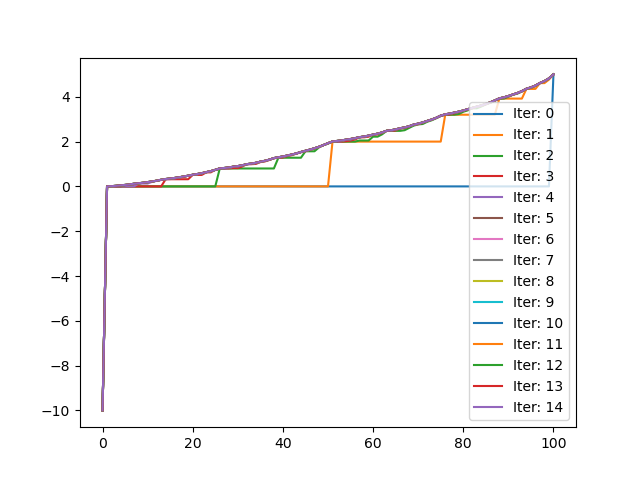 4
2
0
−2
−4
−6
−8
−10
0 20 40 60 80 100
Iter: 0
Iter: 1
Iter: 2
Iter: 3
Iter: 4
Iter: 5
Iter: 6
Iter: 7
Iter: 8
Iter: 9
Iter: 10
Iter: 11
Iter: 12
Iter: 13
Iter: 14